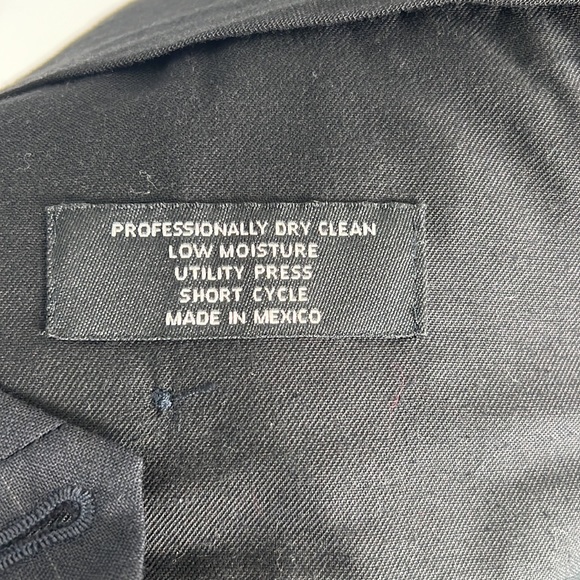 PROFESSIONALLY DRY CLEAN
LOW MOISTURE
UTILITY PRESS
SHORT CYCLE
MADE IN MEXICO